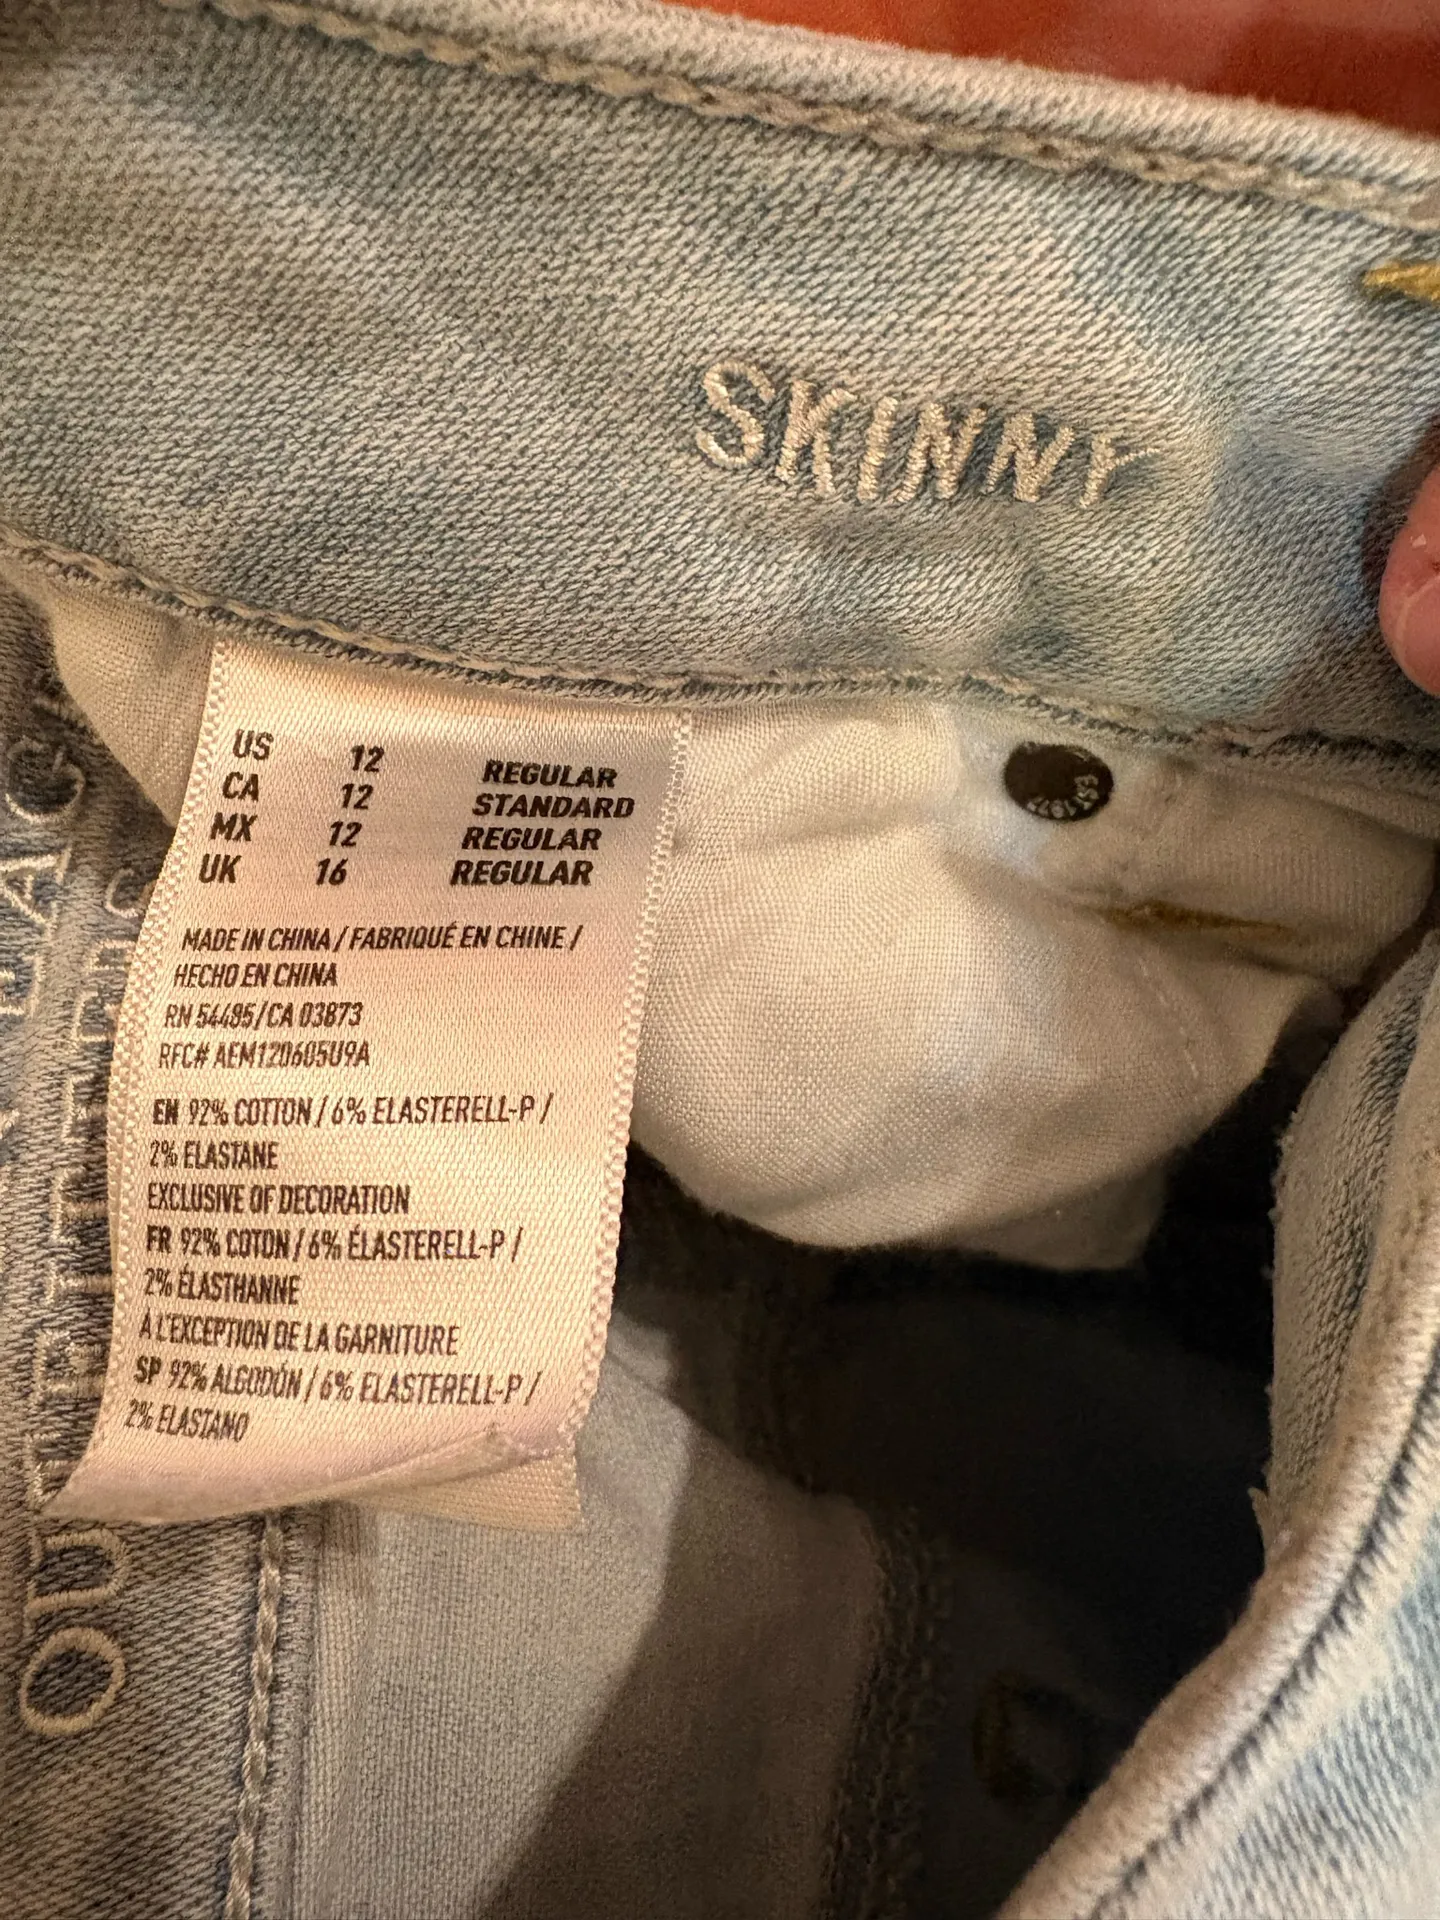 SKINNY
US 12 REGULAR
CA 12 STANDARD
MX 12 REGULAR
UK 16 REGULAR
EST 1977
MADE IN CHINA / FABRIQUÉ EN CHINE /
HECHO EN CHINA
RN 54485/CA 03873
RFC# AEM120605U9A
EN 92% COTTON / 6% ELASTERELL-P /
2% ELASTANE
EXCLUSIVE OF DECORATION
FR 92% COTON / 6% ÉLASTERELL-P /
2% ÉLASTHANNE
À L'EXCEPTION DE LA GARNITURE
SP 92% ALGODÓN / 6% ELASTERELL-P /
2% ELASTANO